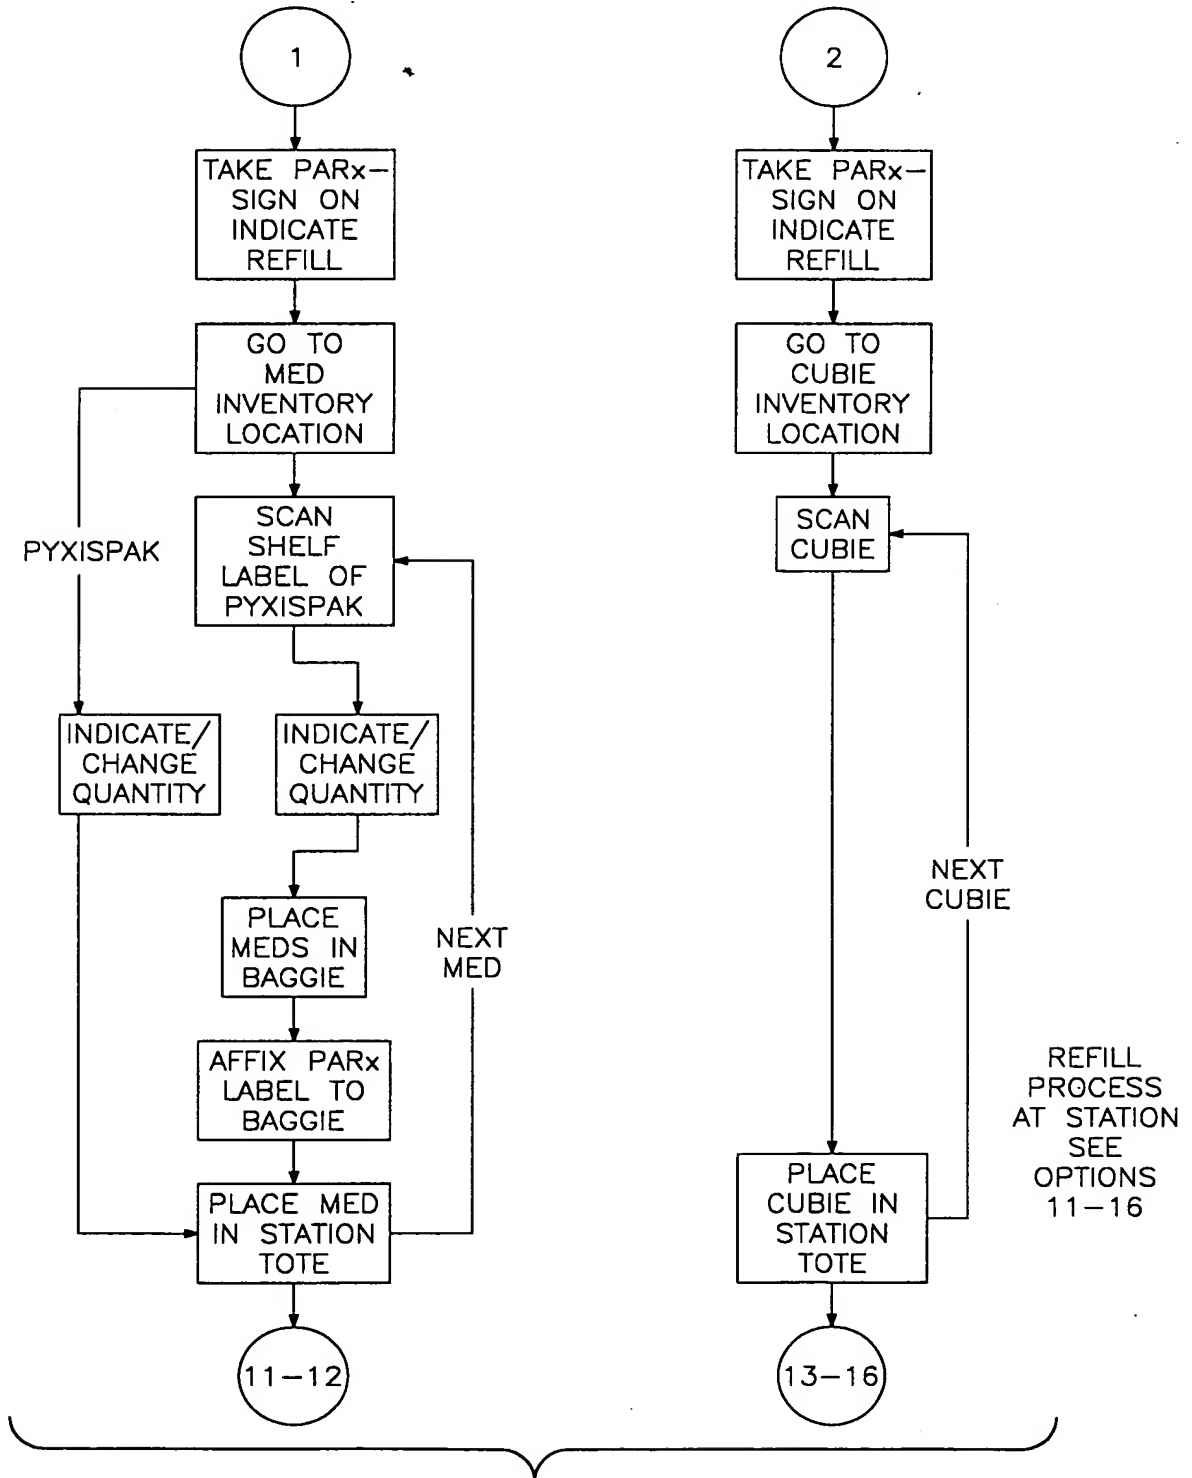 1
TAKE PARx-
SIGN ON
INDICATE
REFILL
GO TO
MED
INVENTORY
LOCATION
PYXISPAK
SCAN
SHELF
LABEL OF
PYXISPAK
INDICATE/
CHANGE
QUANTITY
INDICATE/
CHANGE
QUANTITY
PLACE
MEDS IN
BAGGIE
NEXT
MED
AFFIX PARx
LABEL TO
BAGGIE
PLACE MED
IN STATION
TOTE
11-12
2
TAKE PARx-
SIGN ON
INDICATE
REFILL
GO TO
CUBIE
INVENTORY
LOCATION
SCAN
CUBIE
NEXT
CUBIE
PLACE
CUBIE IN
STATION
TOTE
13-16
REFILL
PROCESS
AT STATION
SEE
OPTIONS
11-16